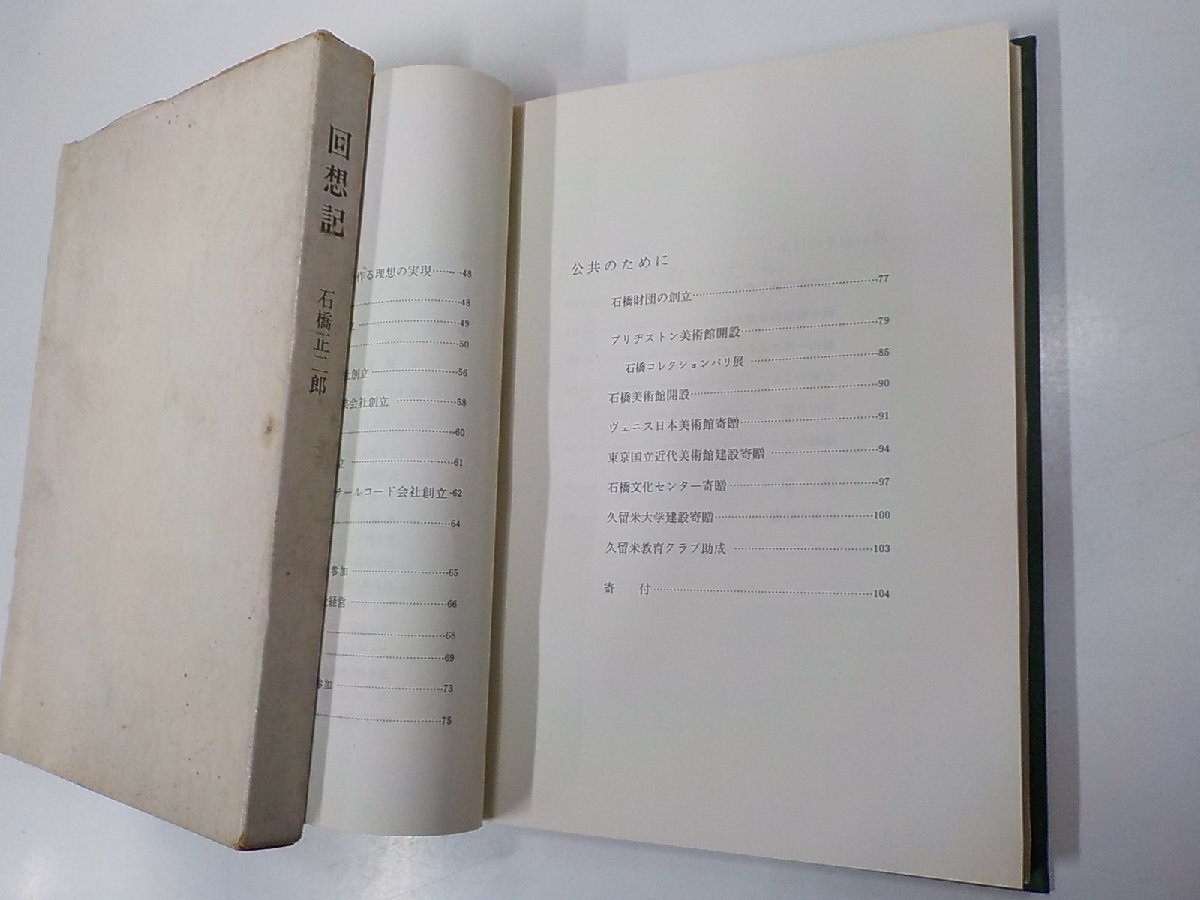 回想記
石橋正二郎
作る理想の実現……48
……48
立……49
……50
社創立……56
業会社創立……58
……60
立……61
チールコード会社創立‥62
……64
参加……65
経営……66
……68
……69
参加……73
……75
公共のために
石橋財団の創立……77
ブリヂストン美術館開設……79
石橋コレクションパリ展……85
石橋美術館開設……90
ヴェニス日本美術館寄贈……91
東京国立近代美術館建設寄贈……94
石橋文化センター寄贈……97
久留米大学建設寄贈……100
久留米教育クラブ助成……103
寄　付……104